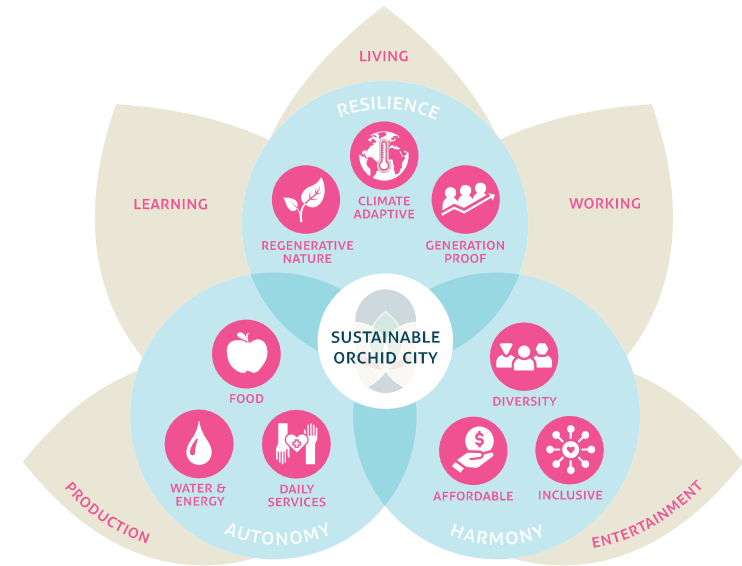 LIVING
RESILIENCE
LEARNING
WORKING
CLIMATE
ADAPTIVE
REGENERATIVE
NATURE
GENERATION
PROOF
SUSTAINABLE
ORCHID CITY
FOOD
DIVERSITY
WATER &
ENERGY
DAILY
SERVICES
AFFORDABLE
INCLUSIVE
$
PRODUCTION
AUTONOMY
HARMONY
ENTERTAINMENT